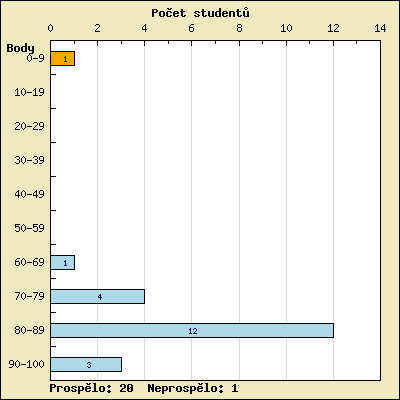 Počet studentů
0 2 4 6 8 10 12 14
Body
0-9 1
10-19
20-29
30-39
40-49
50-59
60-69 1
70-79 4
80-89 12
90-100 3
Prospělo: 20 Neprospělo: 1